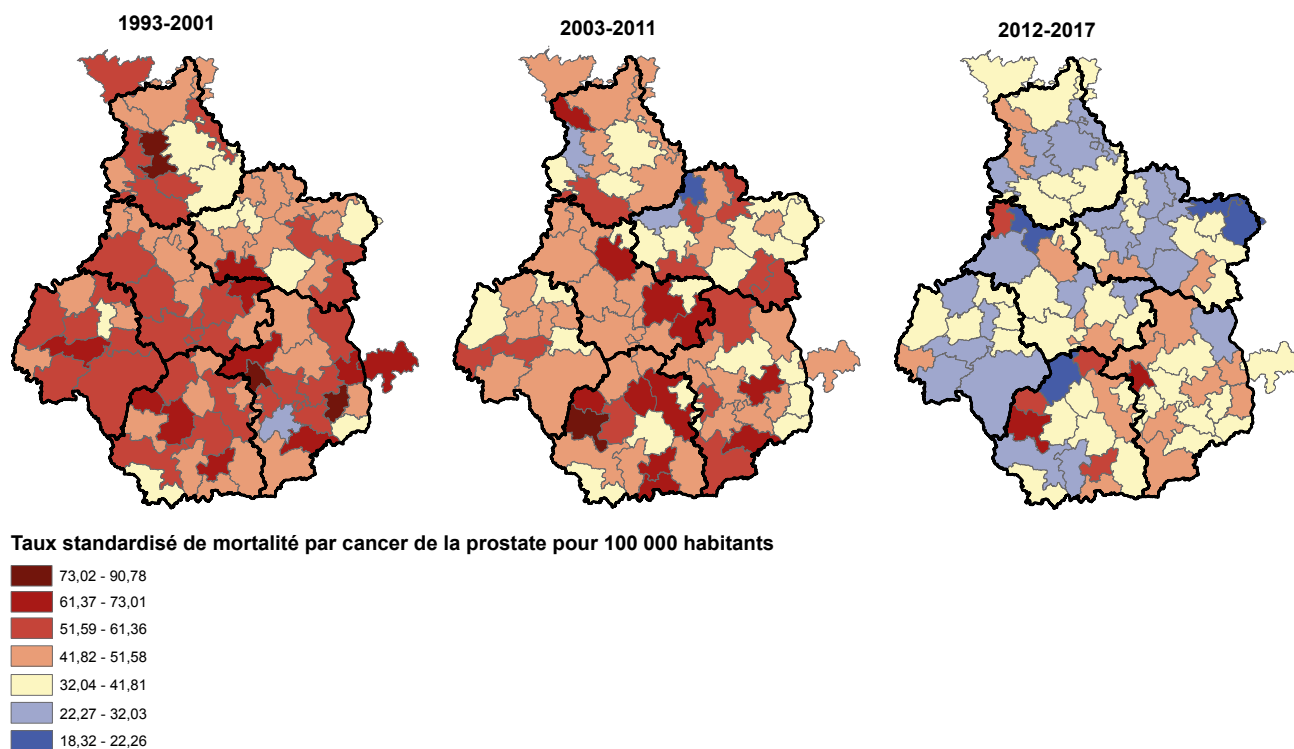 1993-2001
2003-2011
2012-2017
Taux standardisé de mortalité par cancer de la prostate pour 100 000 habitants
73,02 - 90,78
61,37 - 73,01
51,59 - 61,36
41,82 - 51,58
32,04 - 41,81
22,27 - 32,03
18,32 - 22,26